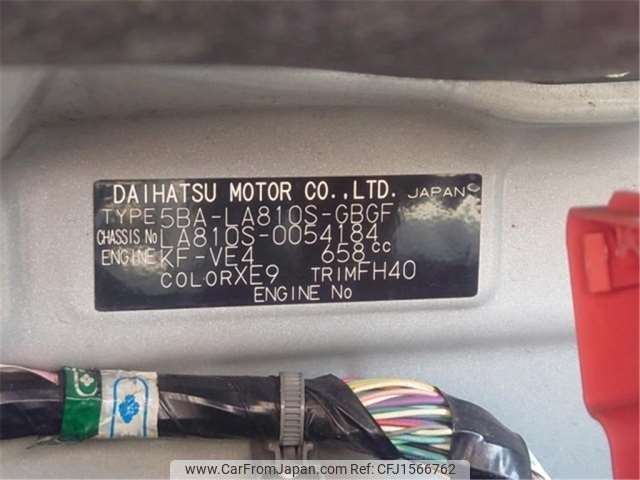 DAIHATSU MOTOR CO.,LTD. JAPAN
TYPE 5BA-LA810S-GBGF
CHASSIS No LA810S-0054184
ENGINE KF-VE4 658 cc
COLOR XE9 TRIM FH40
ENGINE No
www.CarFromJapan.com - CFJ1566762